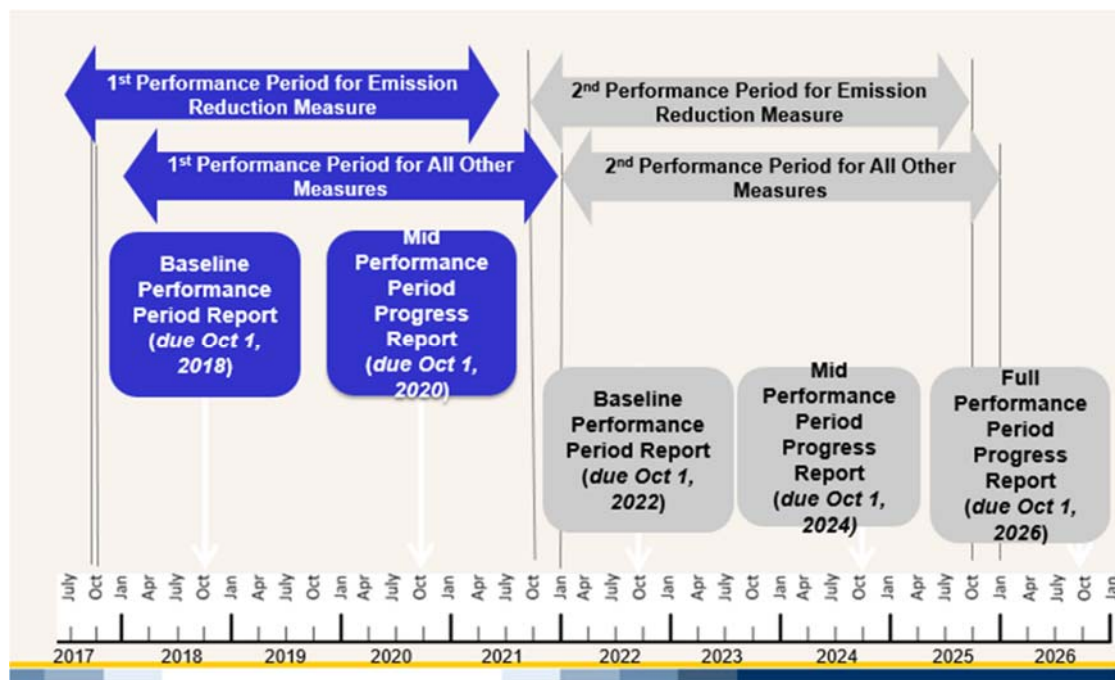 1st Performance Period for Emission
Reduction Measure
2nd Performance Period for Emission
Reduction Measure
1st Performance Period for All Other
Measures
2nd Performance Period for All Other
Measures
Baseline
Performance
Period Report
(due Oct 1,
2018)
Mid
Performance
Period
Progress
Report
(due Oct 1,
2020)
Baseline
Performance
Period Report
(due Oct 1,
2022)
Mid
Performance
Period
Progress
Report
(due Oct 1,
2024)
Full
Performance
Period
Progress
Report
(due Oct 1,
2026)
July Oct Jan Apr July Oct Jan Apr July Oct Jan Apr July Oct Jan Apr July Oct Jan Apr July Oct Jan Apr July Oct Jan Apr July Oct Jan Apr July Oct Jan Apr July Oct Jan
2017 2018 2019 2020 2021 2022 2023 2024 2025 2026